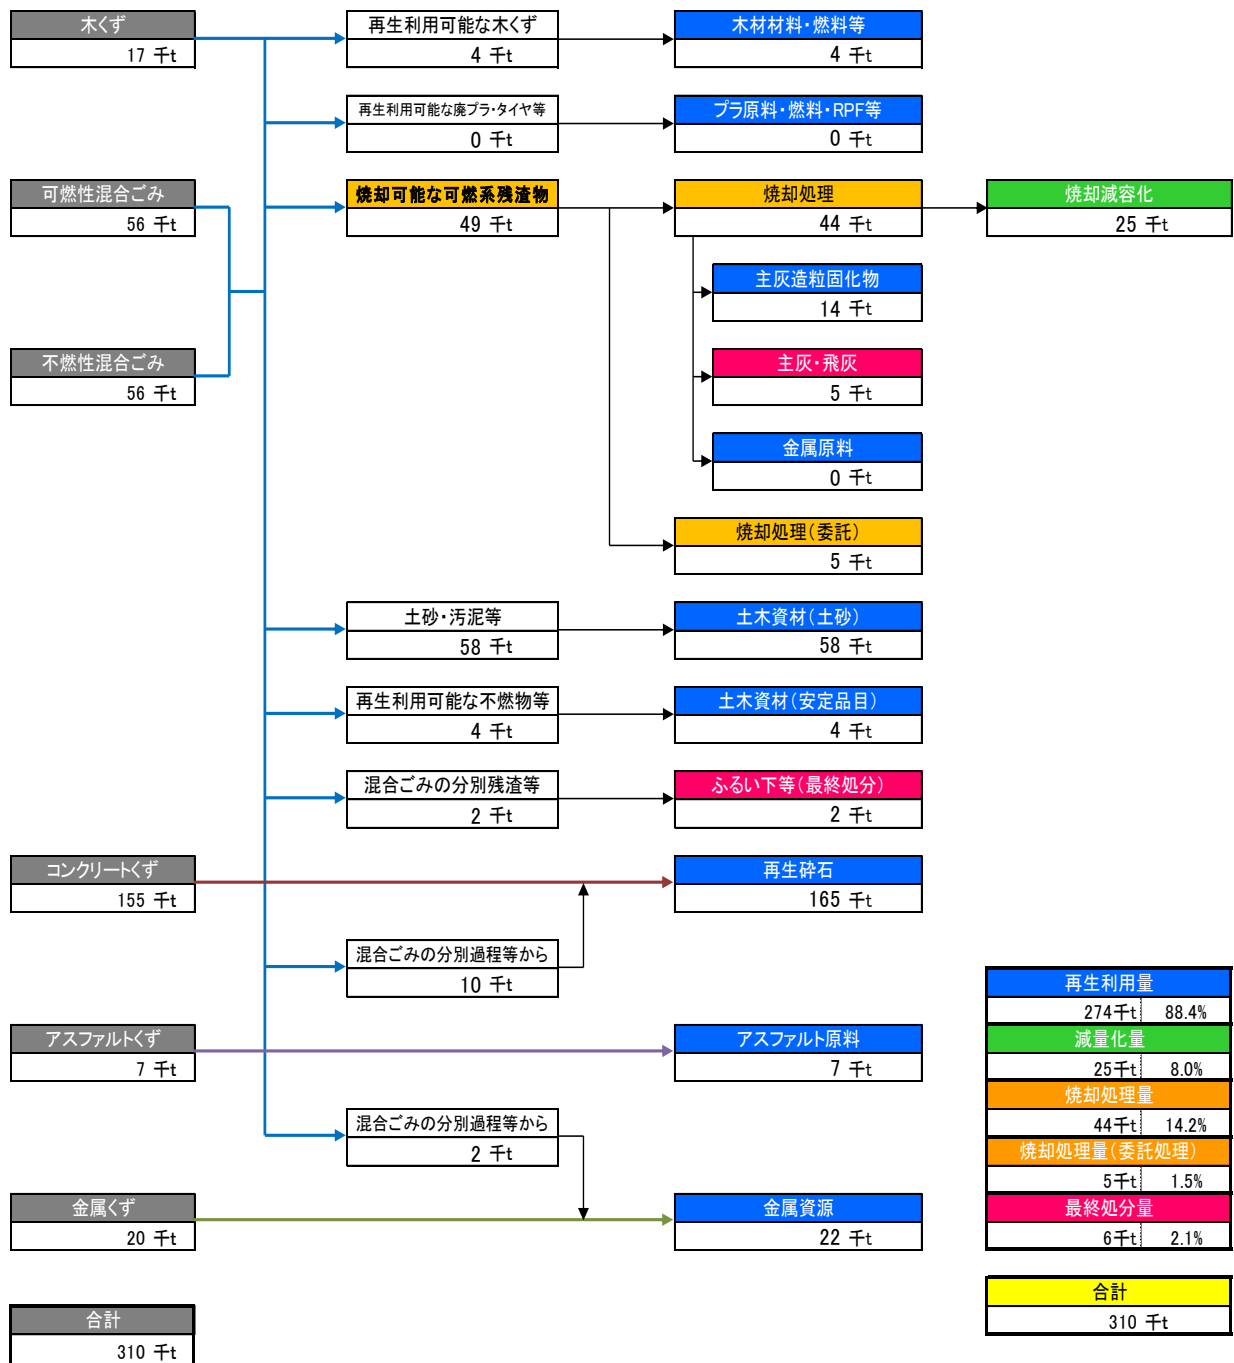 木くず
17 千t
再生利用可能な木くず
4 千t
木材材料・燃料等
4 千t
再生利用可能な廃プラ・タイヤ等
0 千t
プラ原料・燃料・RPF等
0 千t
可燃性混合ごみ
56 千t
焼却可能な可燃系残渣物
49 千t
焼却処理
44 千t
焼却減容化
25 千t
主灰造粒固化物
14 千t
不燃性混合ごみ
56 千t
主灰・飛灰
5 千t
金属原料
0 千t
焼却処理(委託)
5 千t
土砂・汚泥等
58 千t
土木資材(土砂)
58 千t
再生利用可能な不燃物等
4 千t
土木資材(安定品目)
4 千t
混合ごみの分別残渣等
2 千t
ふるい下等(最終処分)
2 千t
コンクリートくず
155 千t
再生砕石
165 千t
混合ごみの分別過程等から
10 千t
アスファルトくず
7 千t
アスファルト原料
7 千t
混合ごみの分別過程等から
2 千t
金属くず
20 千t
金属資源
22 千t
再生利用量
274千t 88.4%
減量化量
25千t 8.0%
焼却処理量
44千t 14.2%
焼却処理量(委託処理)
5千t 1.5%
最終処分量
6千t 2.1%
合計
310 千t
合計
310 千t